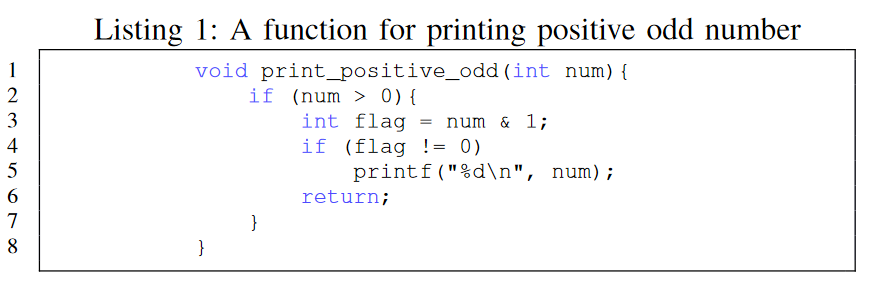 Listing 1: A function for printing positive odd number
1 void print_positive_odd(int num){
2 if (num > 0){
3 int flag = num & 1;
4 if (flag != 0)
5 printf("%d\n", num);
6 return;
7 }
8 }